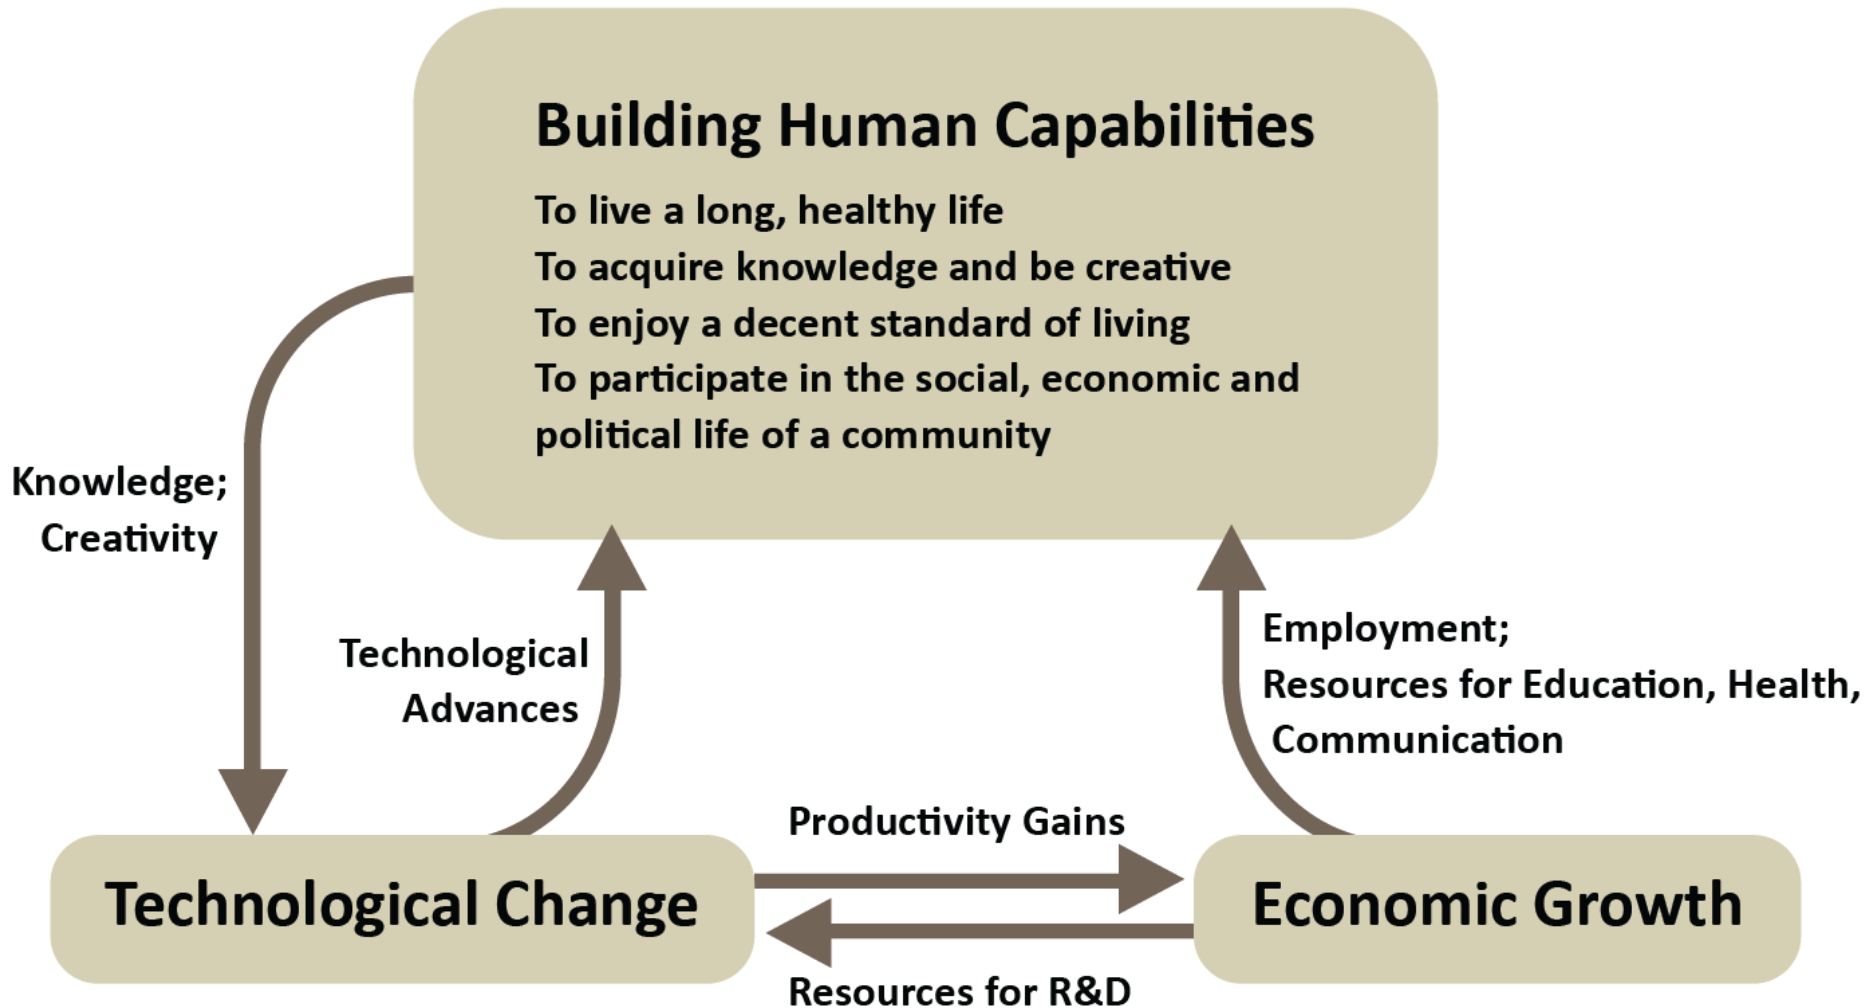 Building Human Capabilities
To live a long, healthy life
To acquire knowledge and be creative
To enjoy a decent standard of living
To participate in the social, economic and
political life of a community
Knowledge;
Creativity
Technological
Advances
Employment;
Resources for Education, Health,
Communication
Productivity Gains
Technological Change
Economic Growth
Resources for R&D